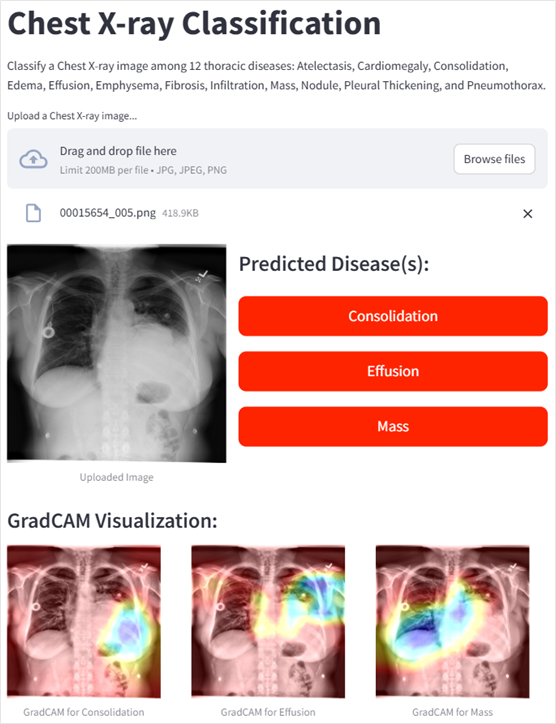 Chest X-ray Classification
Classify a Chest X-ray image among 12 thoracic diseases: Atelectasis, Cardiomegaly, Consolidation,
Edema, Effusion, Emphysema, Fibrosis, Infiltration, Mass, Nodule, Pleural Thickening, and Pneumothorax.
Upload a Chest X-ray image...
Drag and drop file here
Limit 200MB per file • JPG, JPEG, PNG
Browse files
00015654_005.png 418.9KB
Predicted Disease(s):
Consolidation
Effusion
Mass
Uploaded Image
GradCAM Visualization:
GradCAM for Consolidation
GradCAM for Effusion
GradCAM for Mass